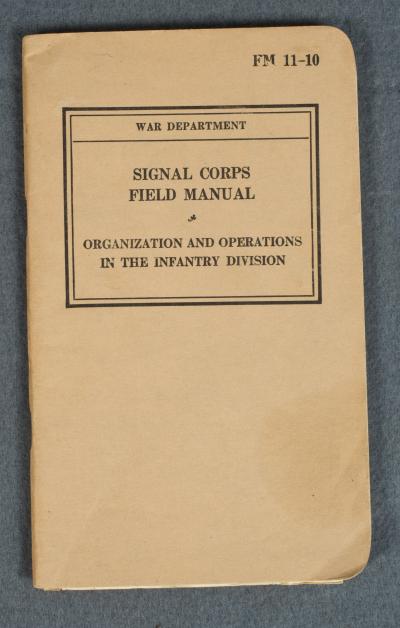 FM 11-10
WAR DEPARTMENT
SIGNAL CORPS
FIELD MANUAL
ORGANIZATION AND OPERATIONS
IN THE INFANTRY DIVISION